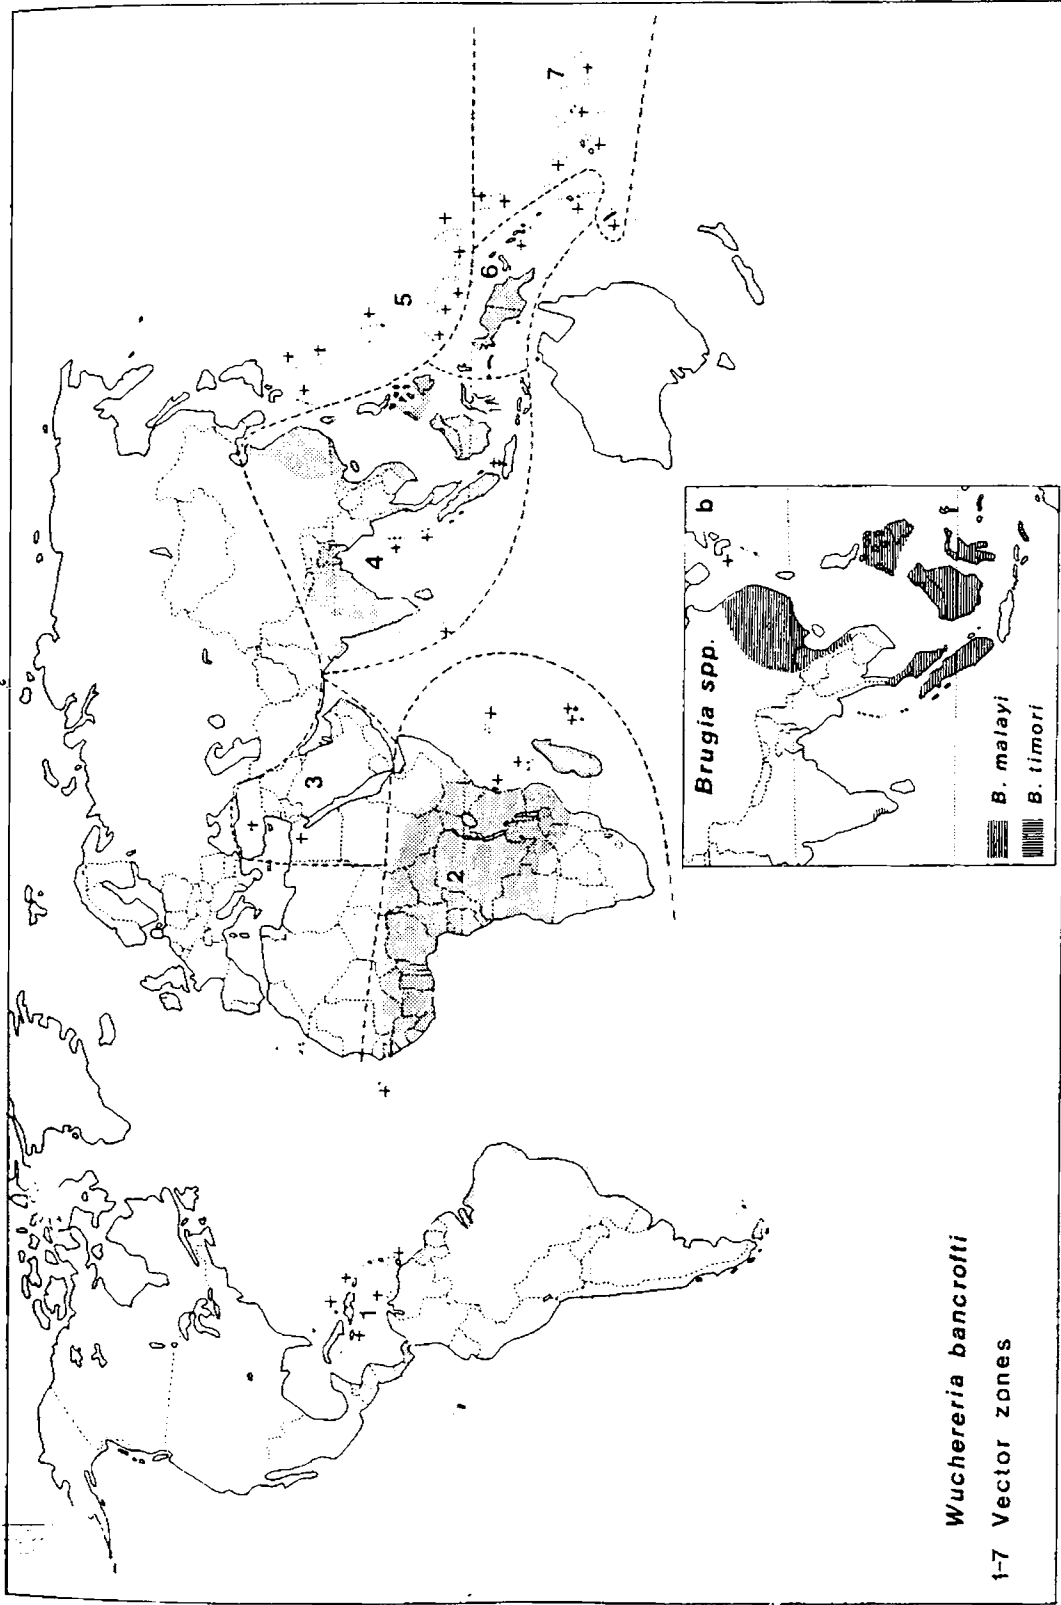 1
2
3
4
5
6
7
Wuchereria bancrofti
1-7 Vector zones
b
Brugia spp.
B. malayi
B. timori